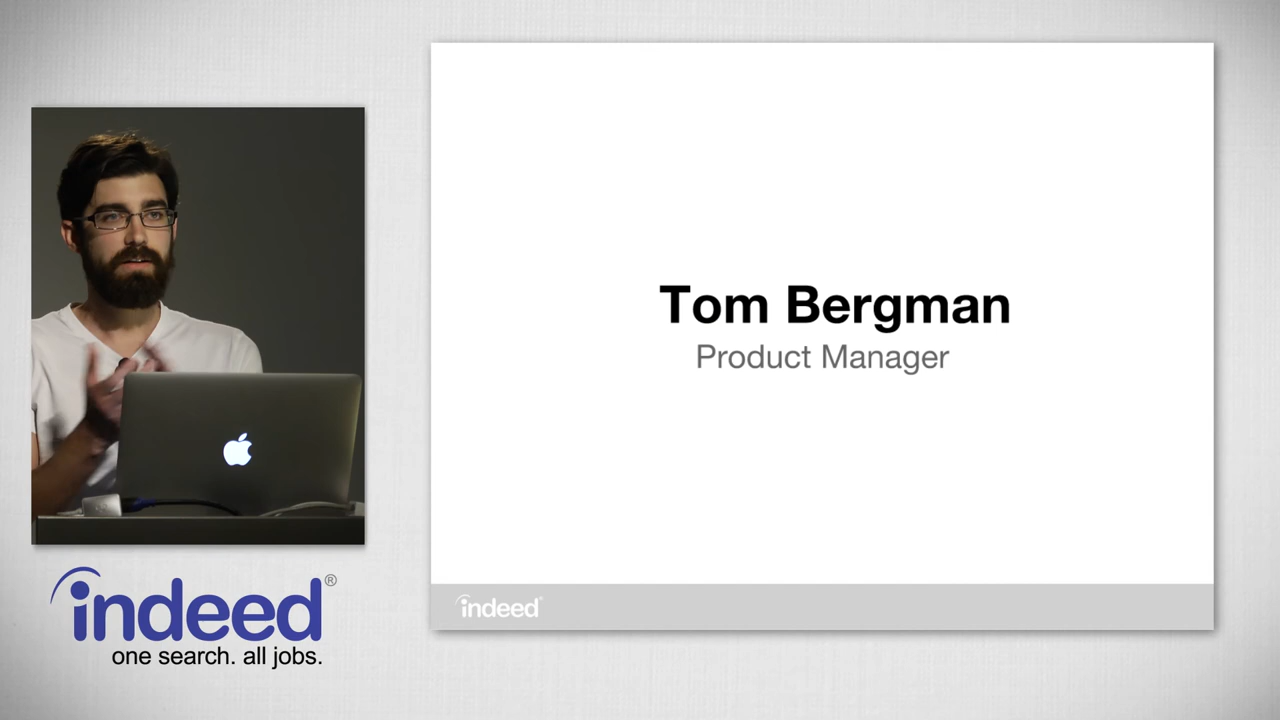 Tom Bergman
Product Manager
indeed
indeed®
one search. all jobs.